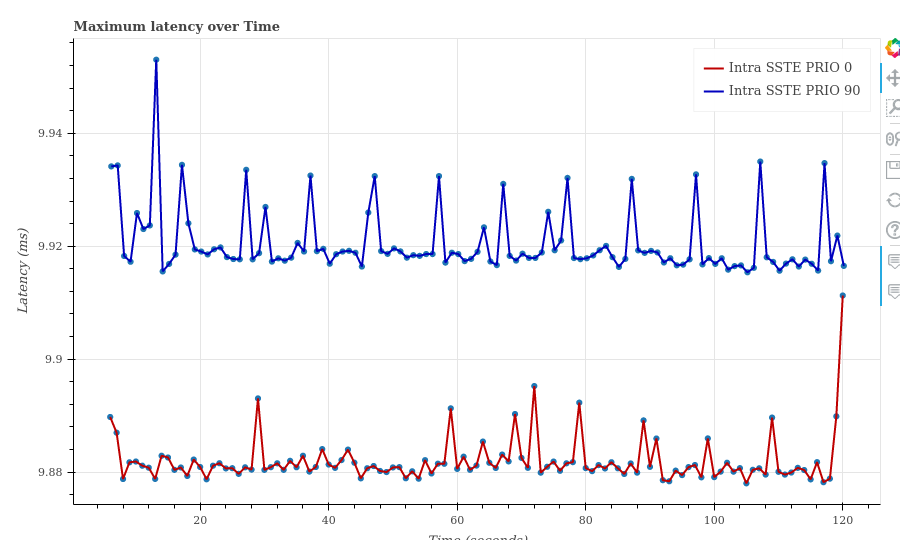 Maximum latency over Time
Intra SSTE PRIO 0
Intra SSTE PRIO 90
Latency (ms)
9.94
9.92
9.9
9.88
20 40 60 80 100 120
Time (seconds)